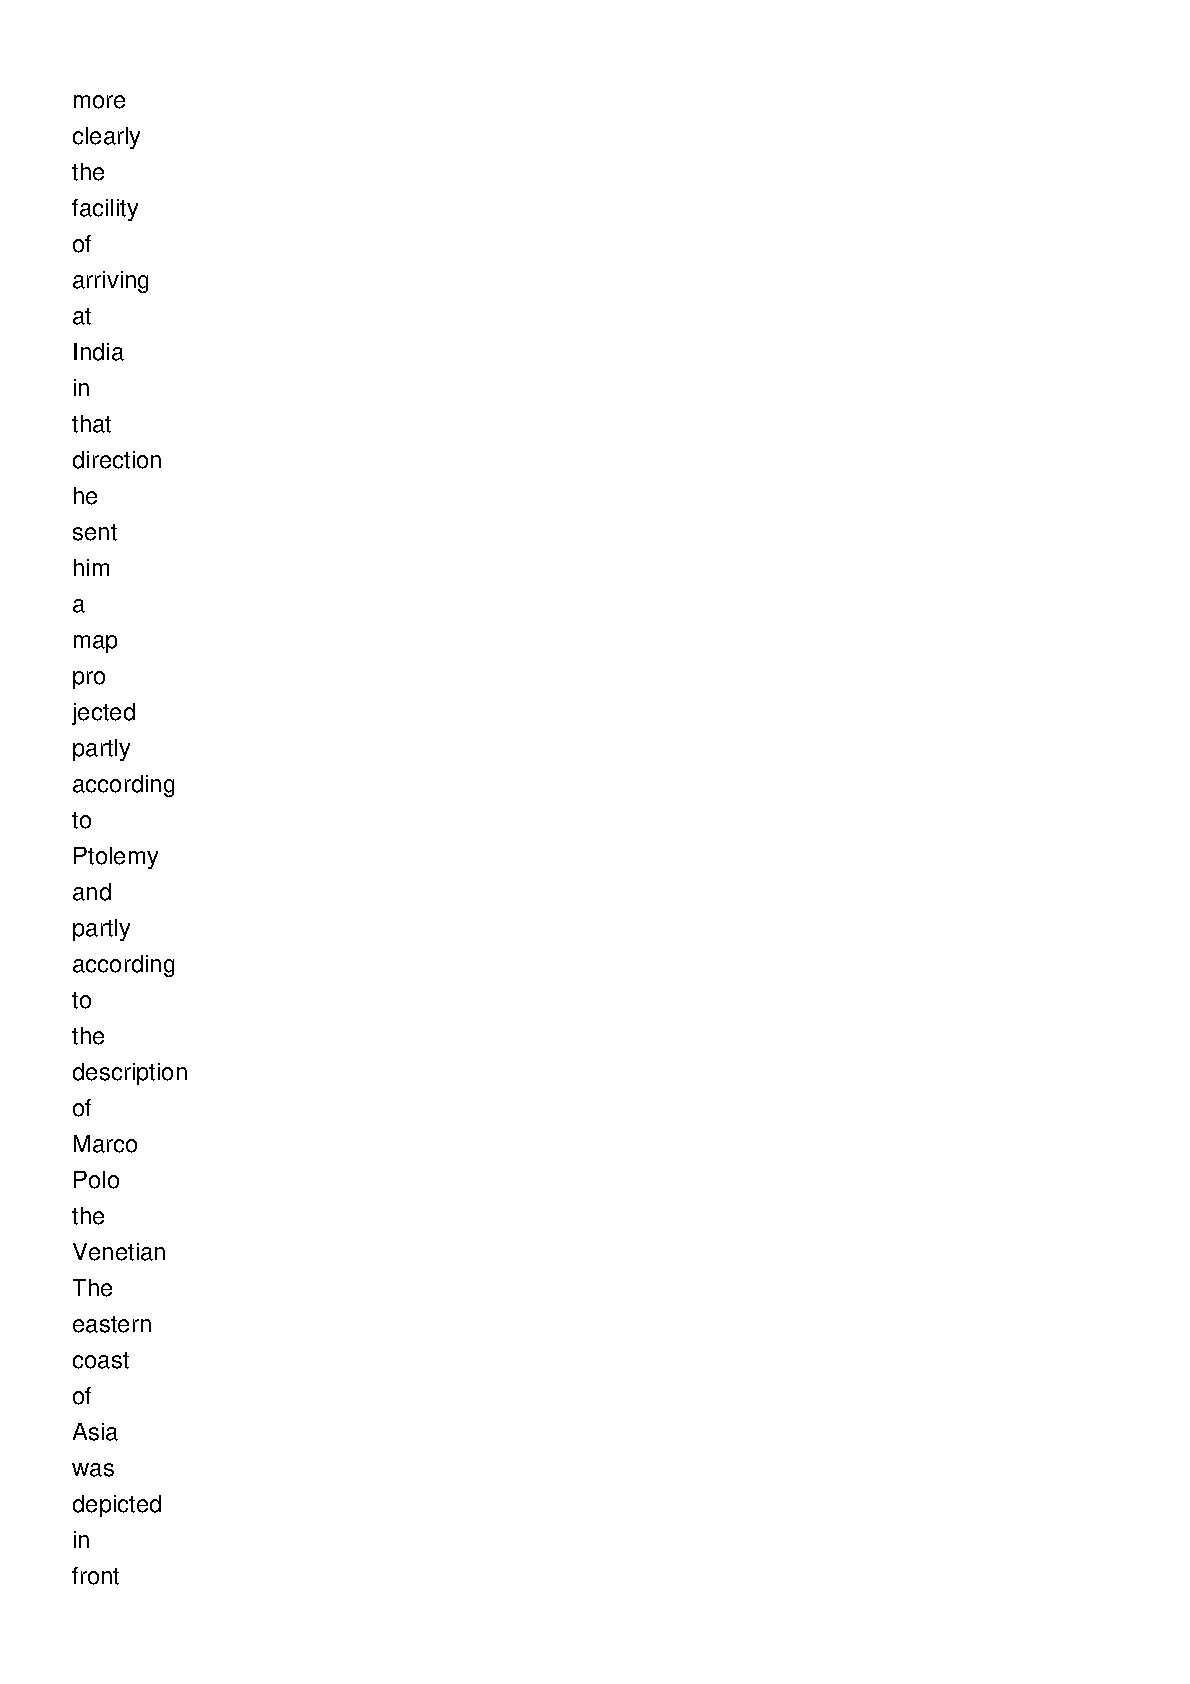 more
clearly
the
facility
of
arriving
at
India
in
that
direction
he
sent
him
a
map
pro
jected
partly
according
to
Ptolemy
and
partly
according
to
the
description
of
Marco
Polo
the
Venetian
The
eastern
coast
of
Asia
was
depicted
in
front